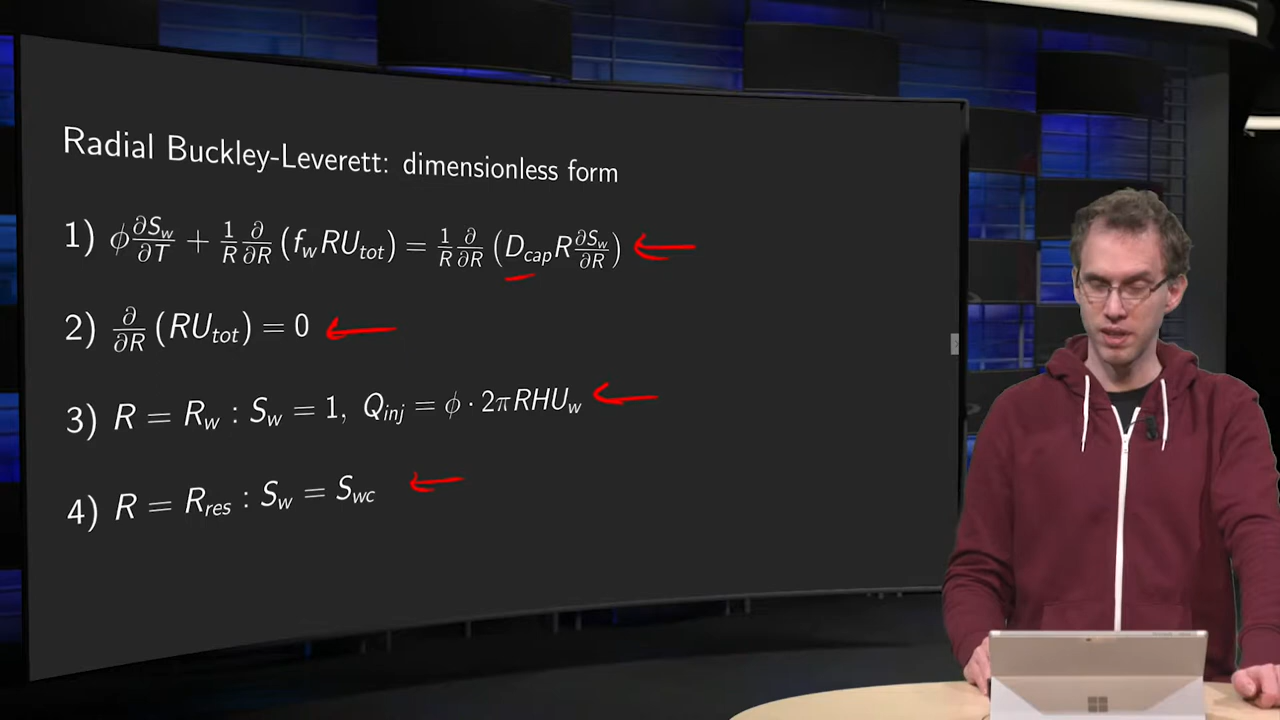 Radial Buckley-Leverett: dimensionless form
1) ϕ ∂S_w/∂T + 1/R ∂/∂R (f_w R U_tot) = 1/R ∂/∂R (D_cap R ∂S_w/∂R)
2) ∂/∂R (R U_tot) = 0
3) R = R_w : S_w = 1, Q_inj = ϕ · 2πRHU_w
4) R = R_res : S_w = S_wc